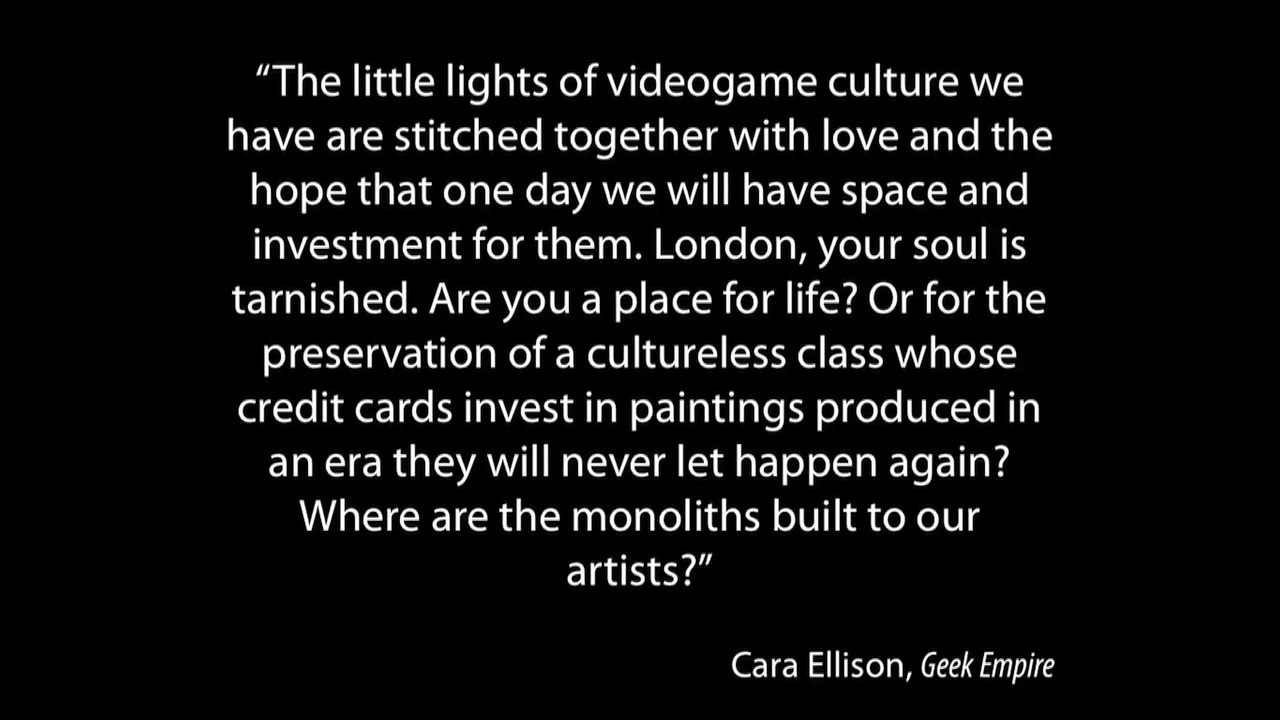 “The little lights of videogame culture we
have are stitched together with love and the
hope that one day we will have space and
investment for them. London, your soul is
tarnished. Are you a place for life? Or for the
preservation of a cultureless class whose
credit cards invest in paintings produced in
an era they will never let happen again?
Where are the monoliths built to our
artists?”
Cara Ellison, Geek Empire